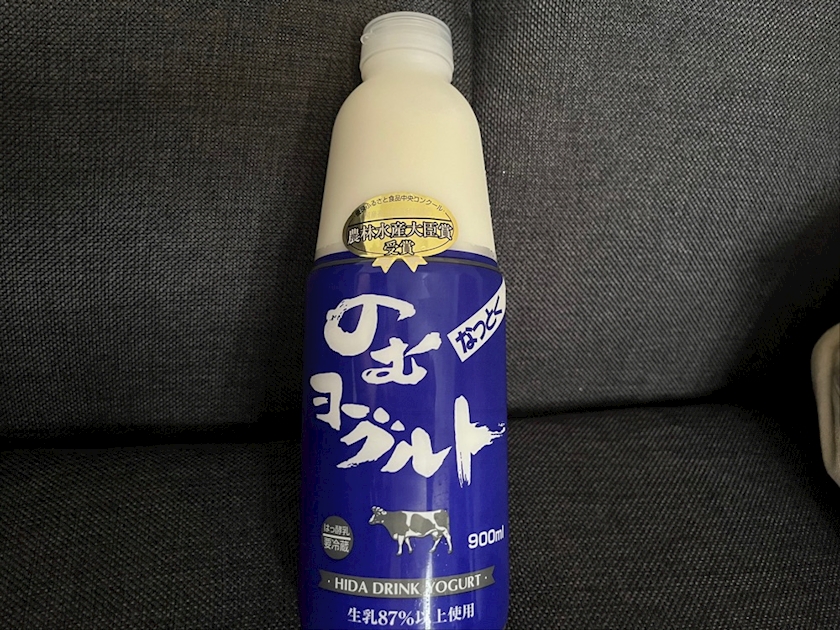 ふるさと食品中央コンクール
農林水産大臣賞
受賞
なっとく
のむ
ヨーグルト
はっ酵乳
要冷蔵
900ml
· HIDA DRINK YOGURT ·
生乳87%以上使用